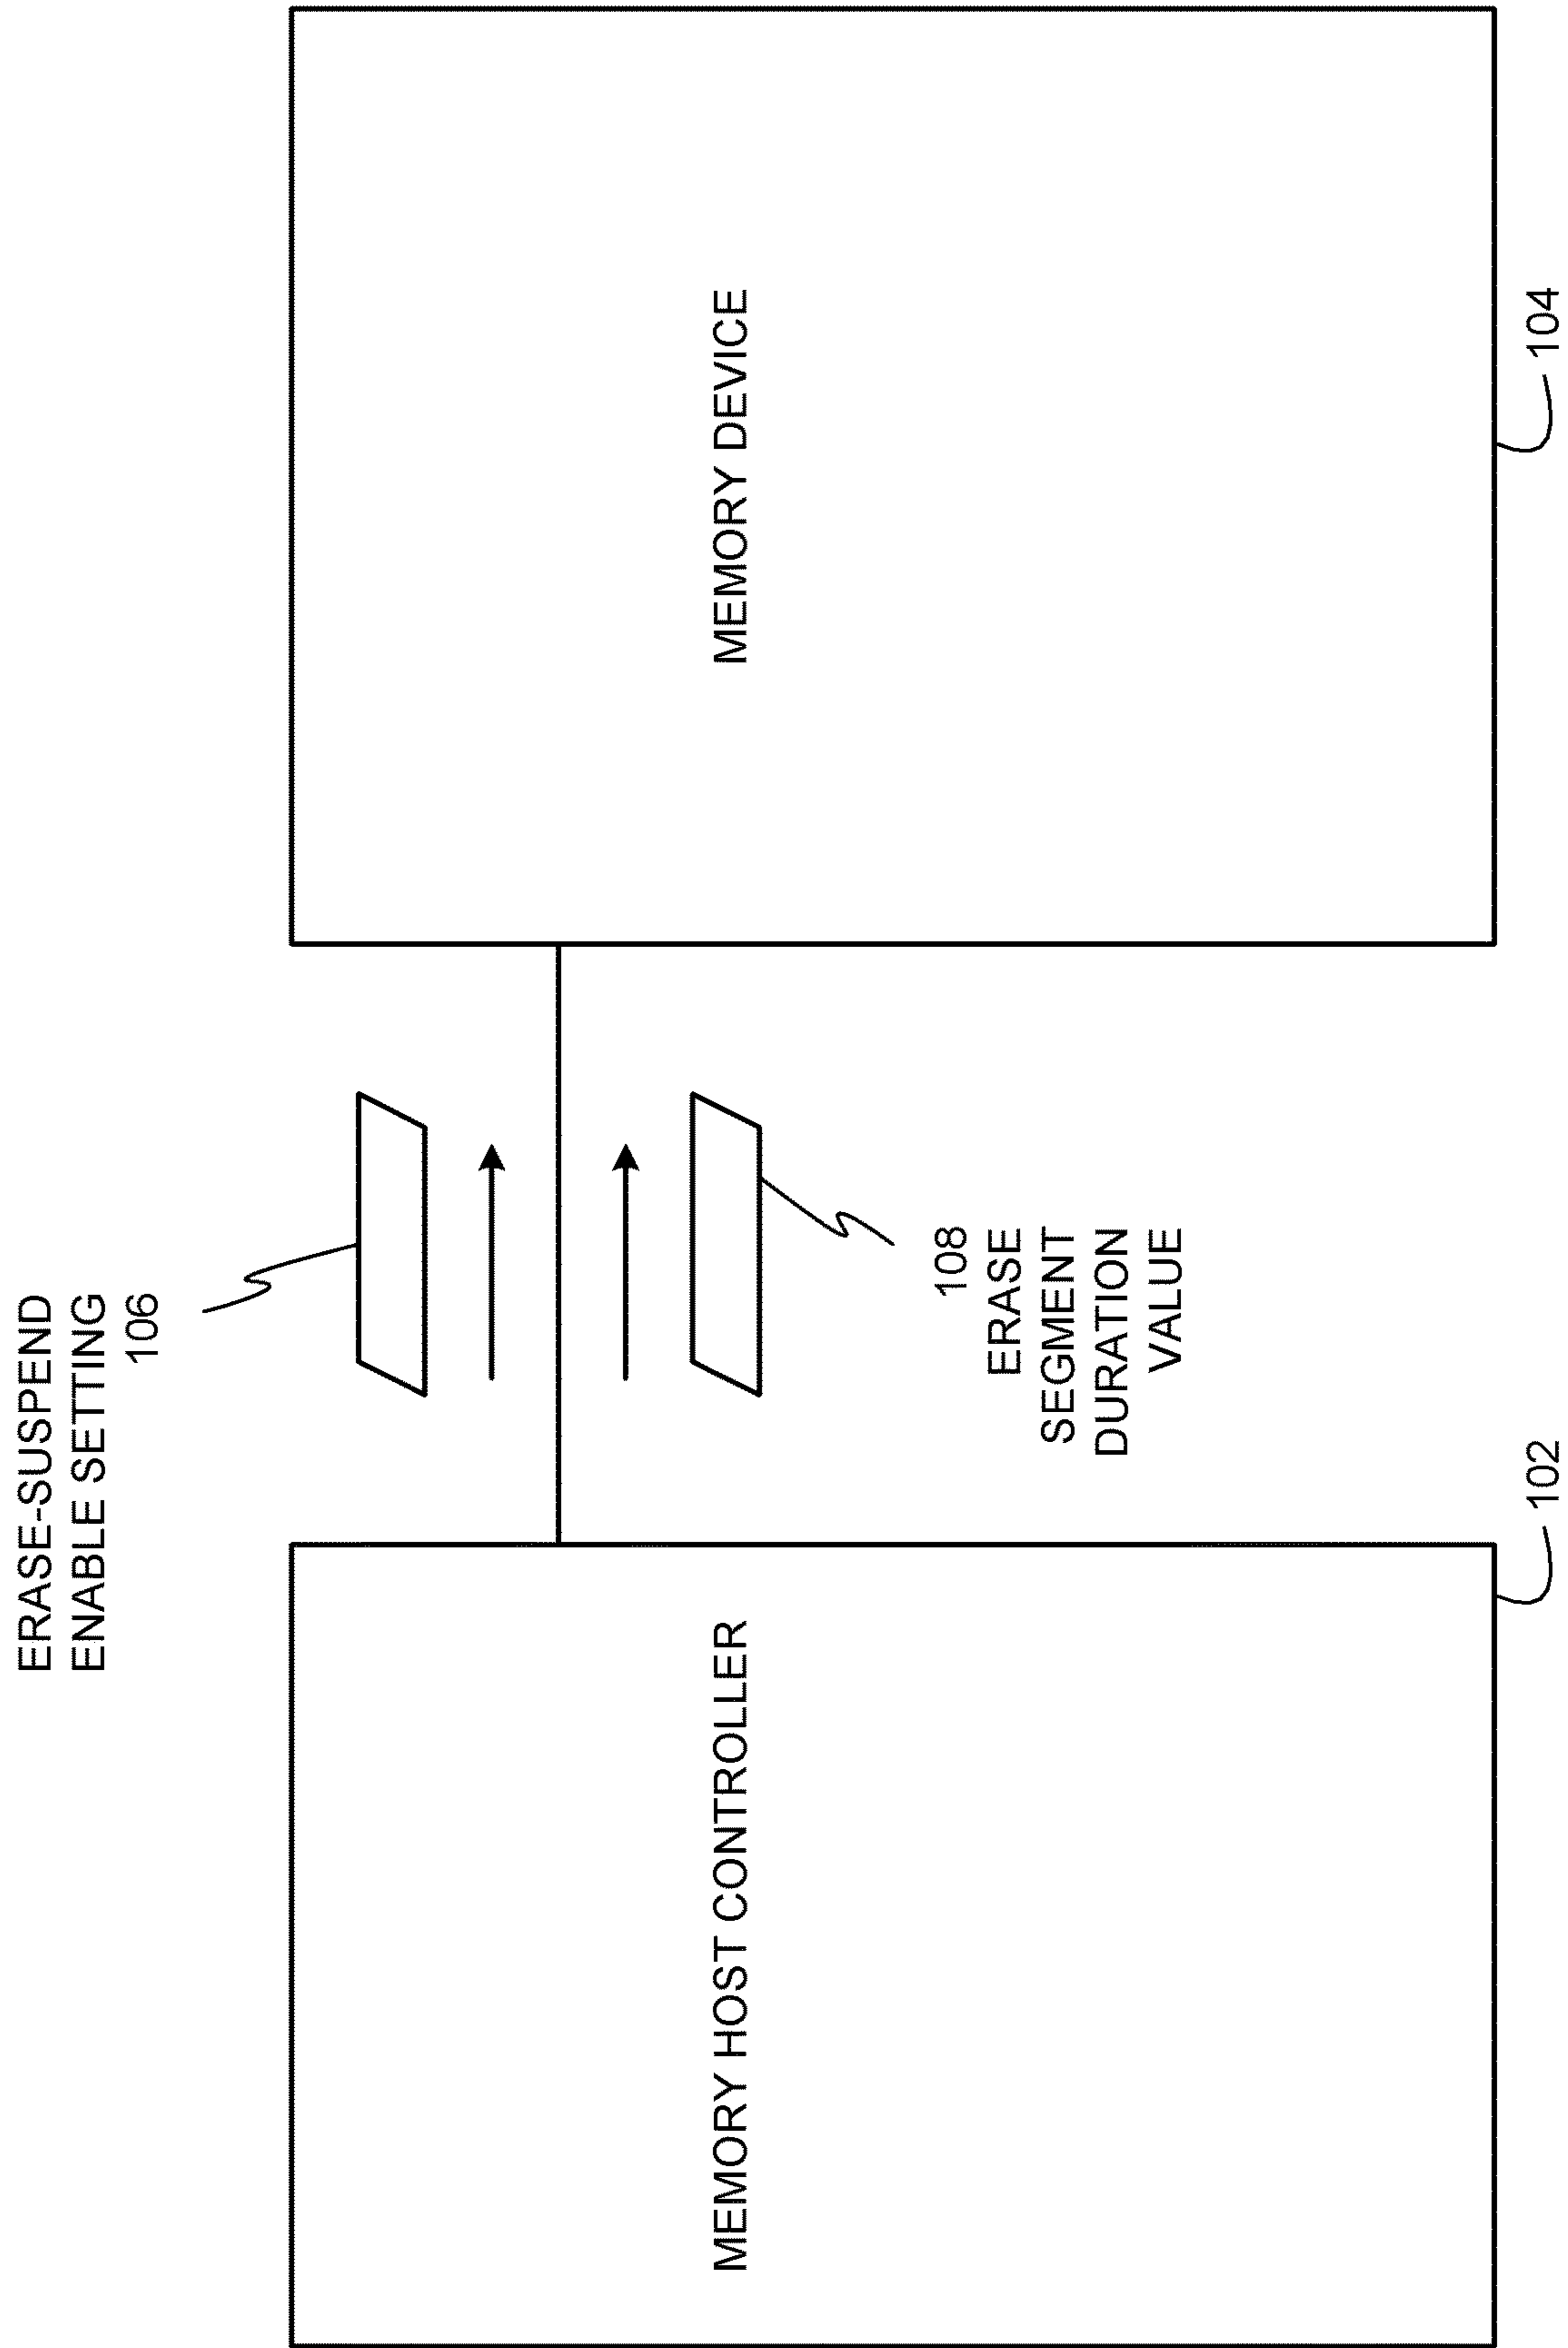 ERASE-SUSPEND
ENABLE SETTING
106
MEMORY HOST CONTROLLER
MEMORY DEVICE
108
ERASE
SEGMENT
DURATION
VALUE
102
104